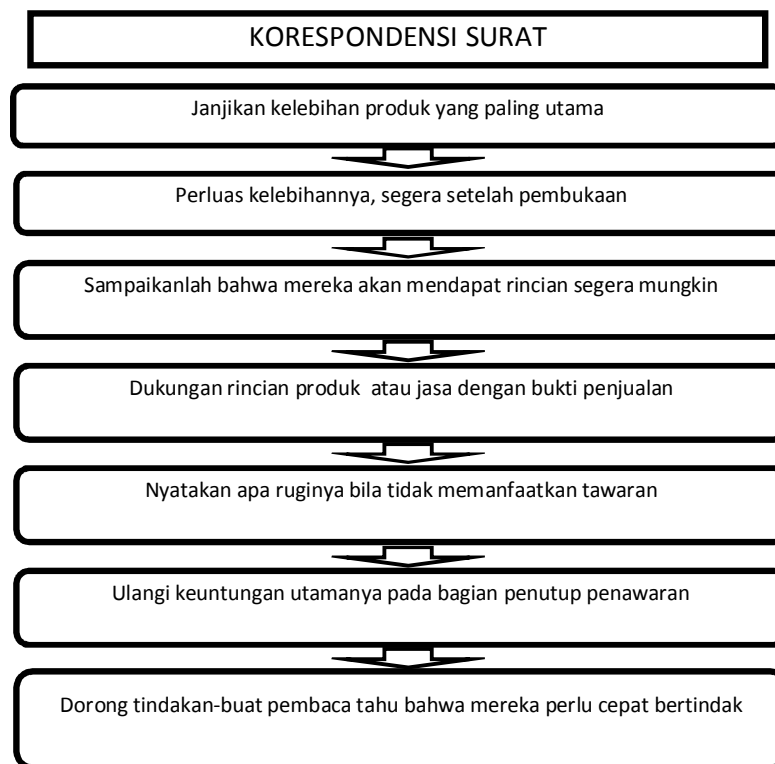 KORESPONDENSI SURAT
Janjikan kelebihan produk yang paling utama
Perluas kelebihannya, segera setelah pembukaan
Sampaikanlah bahwa mereka akan mendapat rincian segera mungkin
Dukungan rincian produk  atau jasa dengan bukti penjualan
Nyatakan apa ruginya bila tidak memanfaatkan tawaran
Ulangi keuntungan utamanya pada bagian penutup penawaran
Dorong tindakan-buat pembaca tahu bahwa mereka perlu cepat bertindak